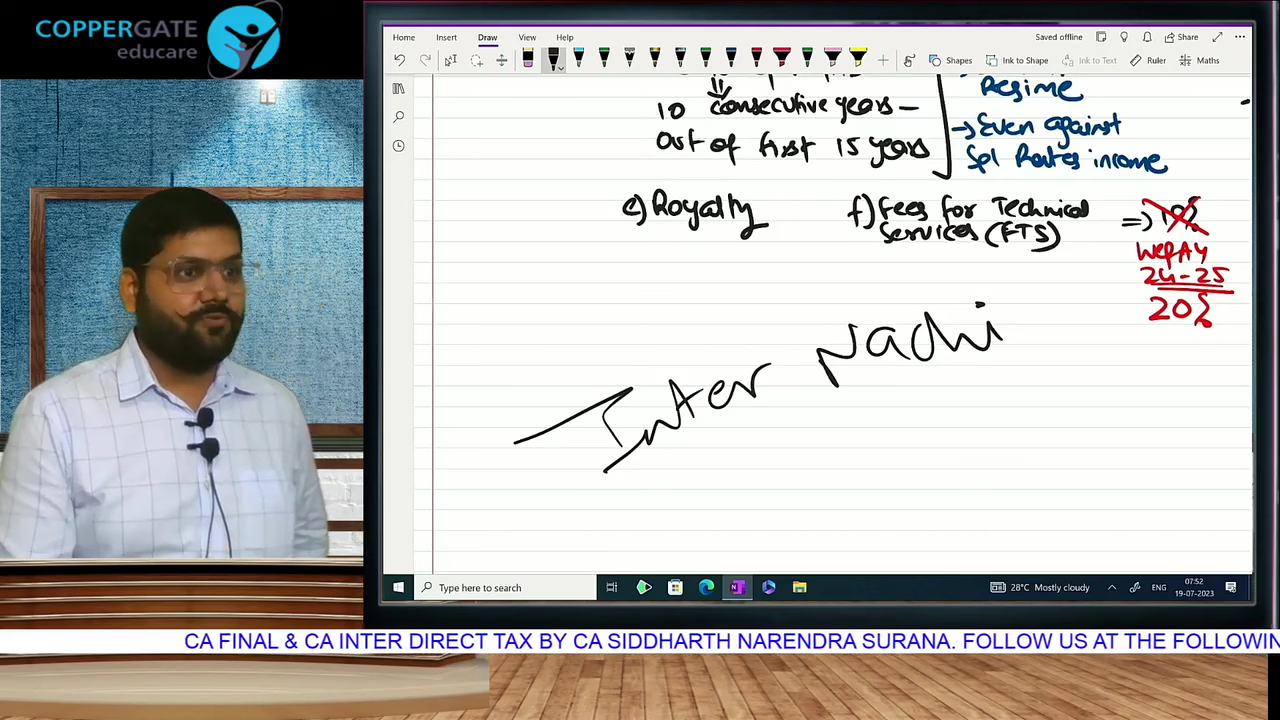 COPPERGATE
educare
Home Insert Draw View Help
Saved offline Share
Shapes Ink to Shape Ink to Text Ruler Maths
10 consecutive years –
out of first 15 years
Regime
→ Even against
Spl Rates income
e) Royalty
f) Fees for Technical
Services (FTS)
=> 10%
wef AY
24-25
20%
Inter Nadhi
Type here to search
28°C Mostly cloudy
ENG
07:52
19-07-2023
CA FINAL & CA INTER DIRECT TAX BY CA SIDDHARTH NARENDRA SURANA. FOLLOW US AT THE FOLLOWIN